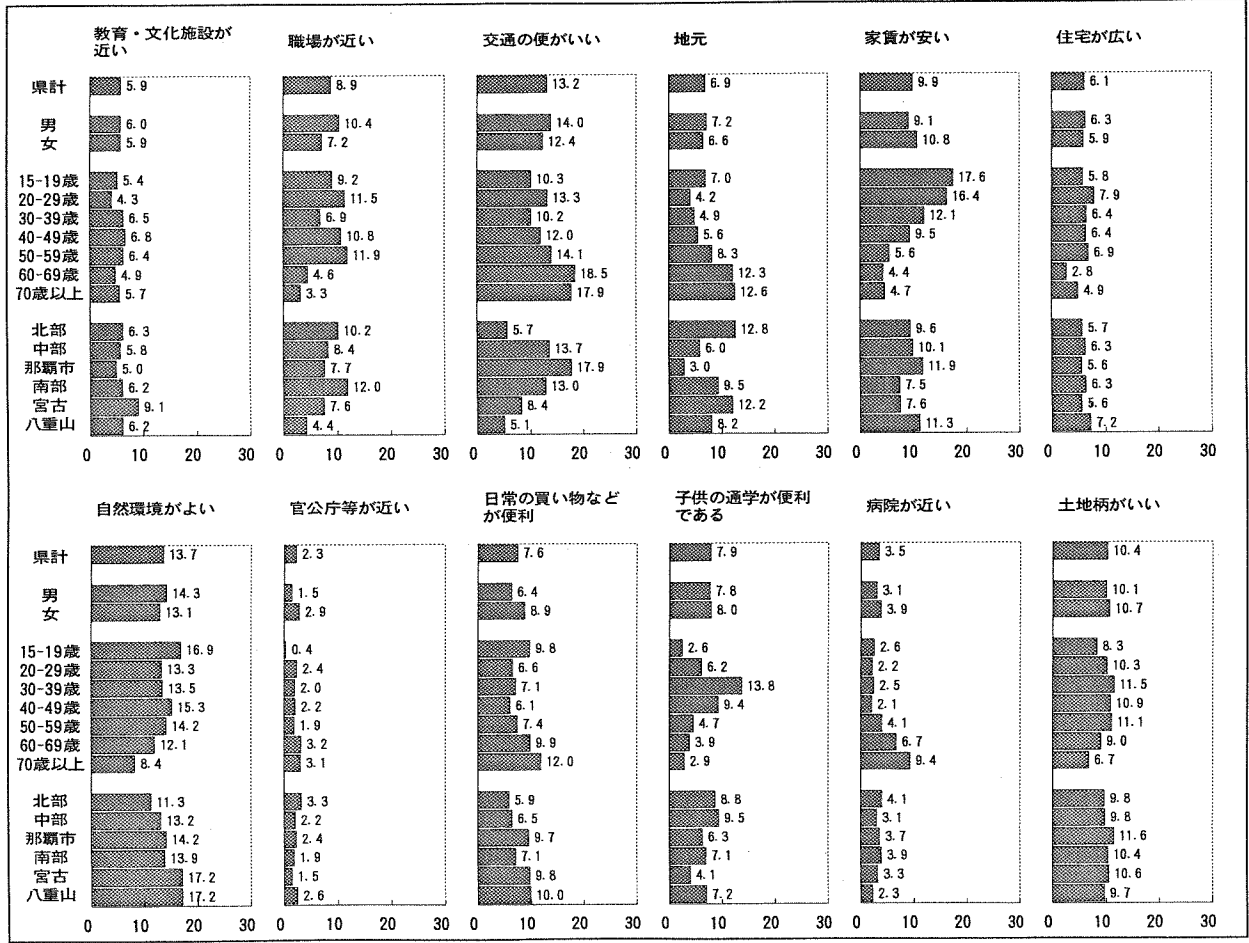 教育・文化施設が
近い
職場が近い
交通の便がいい
地元
家賃が安い
住宅が広い
県計 5.9 8.9 13.2 6.9 9.9 6.1
男 6.0 10.4 14.0 7.2 9.1 6.3
女 5.9 7.2 12.4 6.6 10.8 5.9
15-19歳 5.4 9.2 10.3 7.0 17.6 5.8
20-29歳 4.3 11.5 13.3 4.2 16.4 7.9
30-39歳 6.5 6.9 10.2 4.9 12.1 6.4
40-49歳 6.8 10.8 12.0 5.6 9.5 6.4
50-59歳 6.4 11.9 14.1 8.3 5.6 6.9
60-69歳 4.9 4.6 18.5 12.3 4.4 2.8
70歳以上 5.7 3.3 17.9 12.6 4.7 4.9
北部 6.3 10.2 5.7 12.8 9.6 5.7
中部 5.8 8.4 13.7 6.0 10.1 6.3
那覇市 5.0 7.7 17.9 3.0 11.9 5.6
南部 6.2 12.0 13.0 9.5 7.5 6.3
宮古 9.1 7.6 8.4 12.2 7.6 5.6
八重山 6.2 4.4 5.1 8.2 11.3 7.2
0 10 20 30 0 10 20 30 0 10 20 30 0 10 20 30 0 10 20 30 0 10 20 30
自然環境がよい
官公庁等が近い
日常の買い物など
が便利
子供の通学が便利
である
病院が近い
土地柄がいい
県計 13.7 2.3 7.6 7.9 3.5 10.4
男 14.3 1.5 6.4 7.8 3.1 10.1
女 13.1 2.9 8.9 8.0 3.9 10.7
15-19歳 16.9 0.4 9.8 2.6 2.6 8.3
20-29歳 13.3 2.4 6.6 6.2 2.2 10.3
30-39歳 13.5 2.0 7.1 13.8 2.5 11.5
40-49歳 15.3 2.2 6.1 9.4 2.1 10.9
50-59歳 14.2 1.9 7.4 4.7 4.1 11.1
60-69歳 12.1 3.2 9.9 3.9 6.7 9.0
70歳以上 8.4 3.1 12.0 2.9 9.4 6.7
北部 11.3 3.3 5.9 8.8 4.1 9.8
中部 13.2 2.2 6.5 9.5 3.1 9.8
那覇市 14.2 2.4 9.7 6.3 3.7 11.6
南部 13.9 1.9 7.1 7.1 3.9 10.4
宮古 17.2 1.5 9.8 4.1 3.3 10.6
八重山 17.2 2.6 10.0 7.2 2.3 9.7
0 10 20 30 0 10 20 30 0 10 20 30 0 10 20 30 0 10 20 30 0 10 20 30